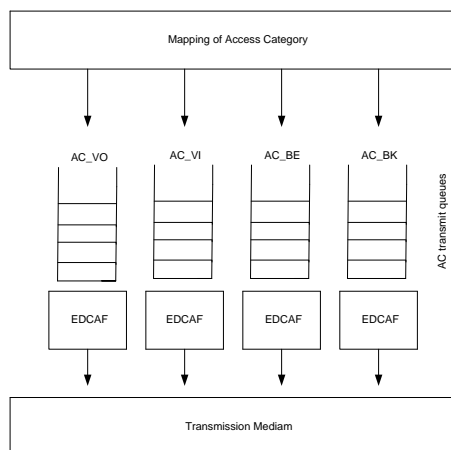 Mapping of Access Category
AC_VO
AC_VI
AC_BE
AC_BK
AC transmit queues
EDCAF
EDCAF
EDCAF
EDCAF
Transmission Mediam